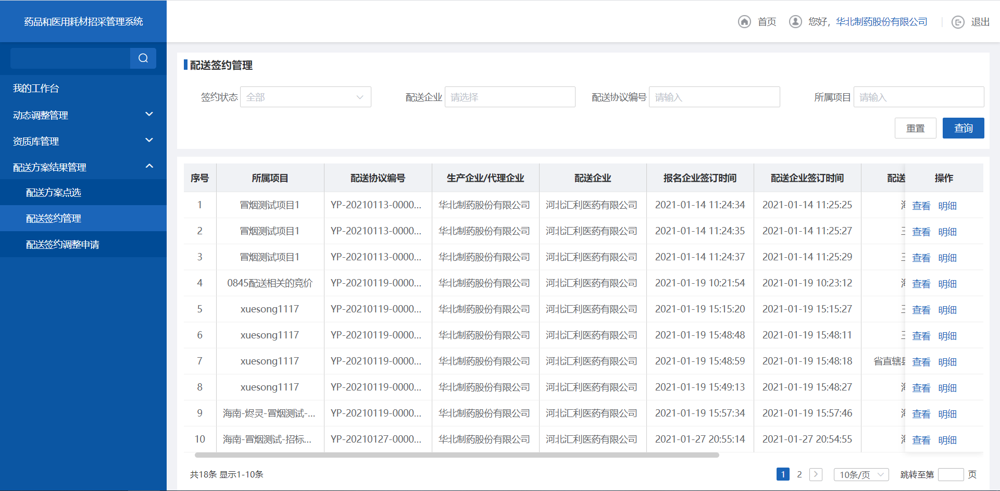 药品和医用耗材招采管理系统
首页 您好，华北制药股份有限公司 退出
我的工作台
动态调整管理
资质库管理
配送方案结果管理
配送方案点选
配送签约管理
配送签约调整申请
配送签约管理
签约状态 全部 配送企业 请选择 配送协议编号 请输入 所属项目 请输入
重置 查询
序号 所属项目 配送协议编号 生产企业/代理企业 配送企业 报名企业签订时间 配送企业签订时间 配送 操作
1 冒烟测试项目1 YP-20210113-0000... 华北制药股份有限公司 河北汇利医药有限公司 2021-01-14 11:24:34 2021-01-14 11:25:25 查看 明细
2 冒烟测试项目1 YP-20210113-0000... 华北制药股份有限公司 河北汇利医药有限公司 2021-01-14 11:24:35 2021-01-14 11:25:27 查看 明细
3 冒烟测试项目1 YP-20210113-0000... 华北制药股份有限公司 河北汇利医药有限公司 2021-01-14 11:24:37 2021-01-14 11:25:29 查看 明细
4 0845配送相关的竞价 YP-20210119-0000... 华北制药股份有限公司 河北汇利医药有限公司 2021-01-19 10:21:54 2021-01-19 10:23:12 查看 明细
5 xuesong1117 YP-20210119-0000... 华北制药股份有限公司 河北汇利医药有限公司 2021-01-19 15:15:20 2021-01-19 15:15:27 查看 明细
6 xuesong1117 YP-20210119-0000... 华北制药股份有限公司 河北汇利医药有限公司 2021-01-19 15:48:48 2021-01-19 15:48:11 查看 明细
7 xuesong1117 YP-20210119-0000... 华北制药股份有限公司 河北汇利医药有限公司 2021-01-19 15:48:59 2021-01-19 15:48:18 省直辖县 查看 明细
8 xuesong1117 YP-20210119-0000... 华北制药股份有限公司 河北汇利医药有限公司 2021-01-19 15:49:13 2021-01-19 15:48:27 查看 明细
9 海南-烬灵-冒烟测试-... YP-20210119-0000... 华北制药股份有限公司 河北汇利医药有限公司 2021-01-19 15:57:34 2021-01-19 15:57:46 查看 明细
10 海南-冒烟测试-招标... YP-20210127-0000... 华北制药股份有限公司 河北汇利医药有限公司 2021-01-27 20:55:14 2021-01-27 20:54:55 查看 明细
共18条 显示1-10条 1 2 10条/页 跳转至第 页